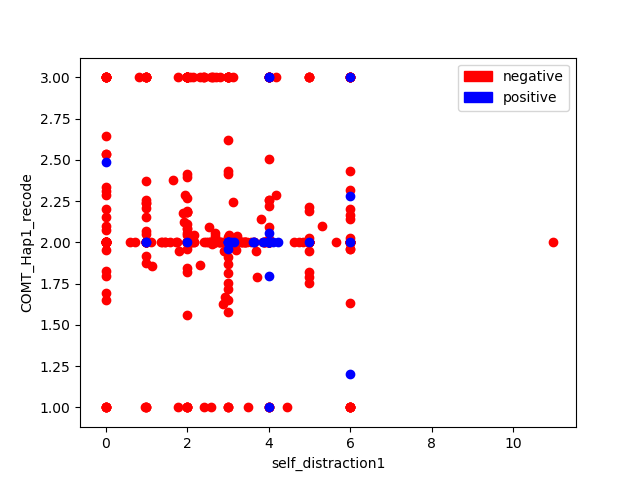 negative
positive
3.00
2.75
2.50
2.25
2.00
1.75
1.50
1.25
1.00
COMT_Hap1_recode
0 2 4 6 8 10
self_distraction1